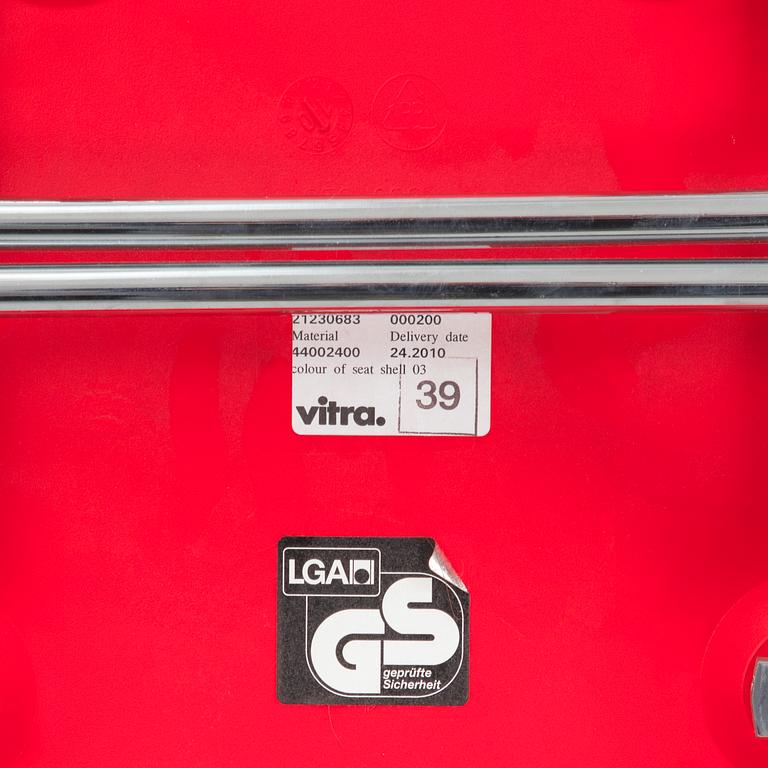 21230683 000200
Material Delivery date
44002400 24.2010
colour of seat shell 03
39
vitra.
LGA
GS
geprüfte
Sicherheit